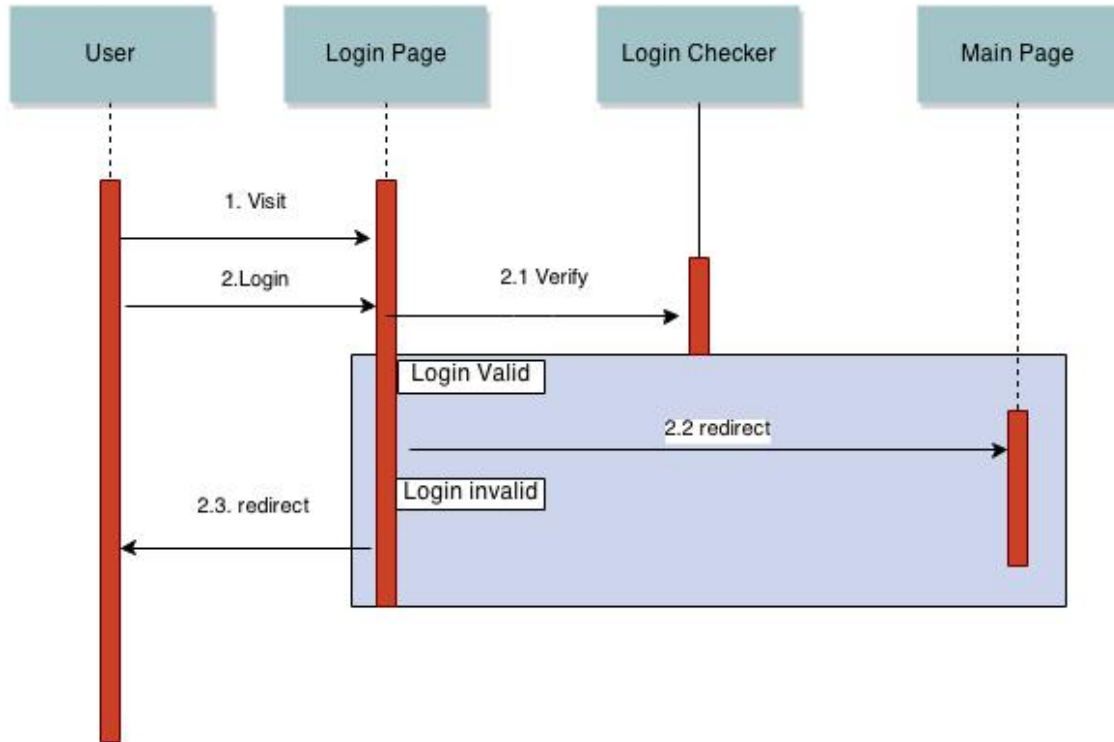 User
Login Page
Login Checker
Main Page
1. Visit
2.Login
2.1 Verify
Login Valid
2.2 redirect
Login invalid
2.3. redirect